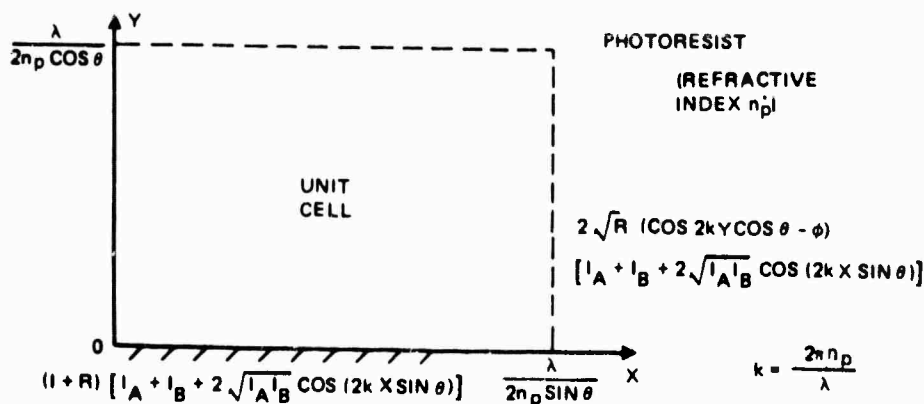 Y
λ / 2n_p COS θ
PHOTORESIST
(REFRACTIVE
INDEX n_p)
UNIT
CELL
2 √R (COS 2kY COS θ - φ)
[I_A + I_B + 2 √I_A I_B COS (2k X SIN θ)]
0
(I + R) [I_A + I_B + 2 √I_A I_B COS (2k X SIN θ)]
λ / 2n_p SIN θ
X
k = 2π n_p / λ